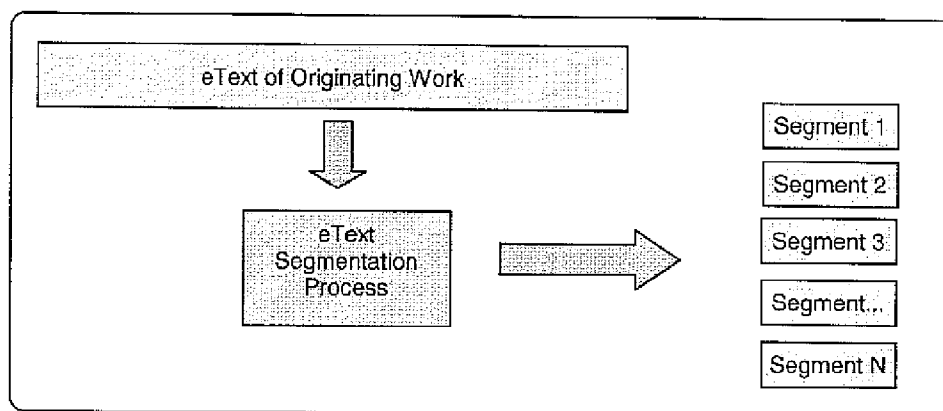 eText of Originating Work
Segment 1
Segment 2
eText
Segmentation
Process
Segment 3
Segment...
Segment N